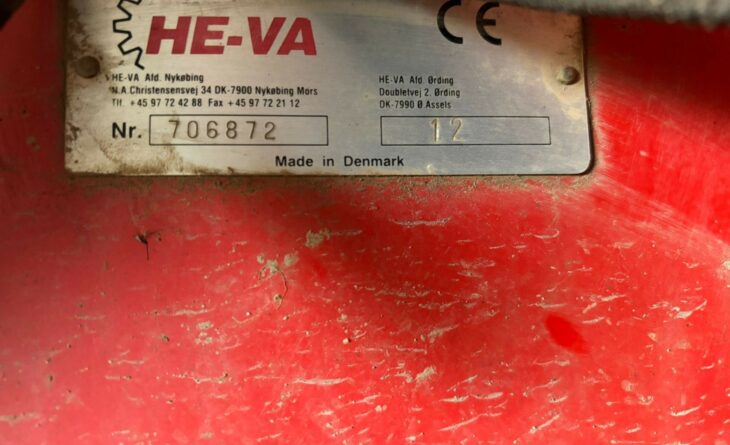 HE-VA
CE
HE-VA Afd. Nykøbing
N.A.Christensensvej 34 DK-7900 Nykøbing Mors
Tlf. +45 97 72 42 88 Fax +45 97 72 21 12
HE-VA Afd. Ørding
Doubletvej 2. Ørding
DK-7990 Ø Assels
Nr. 706872
12
Made in Denmark